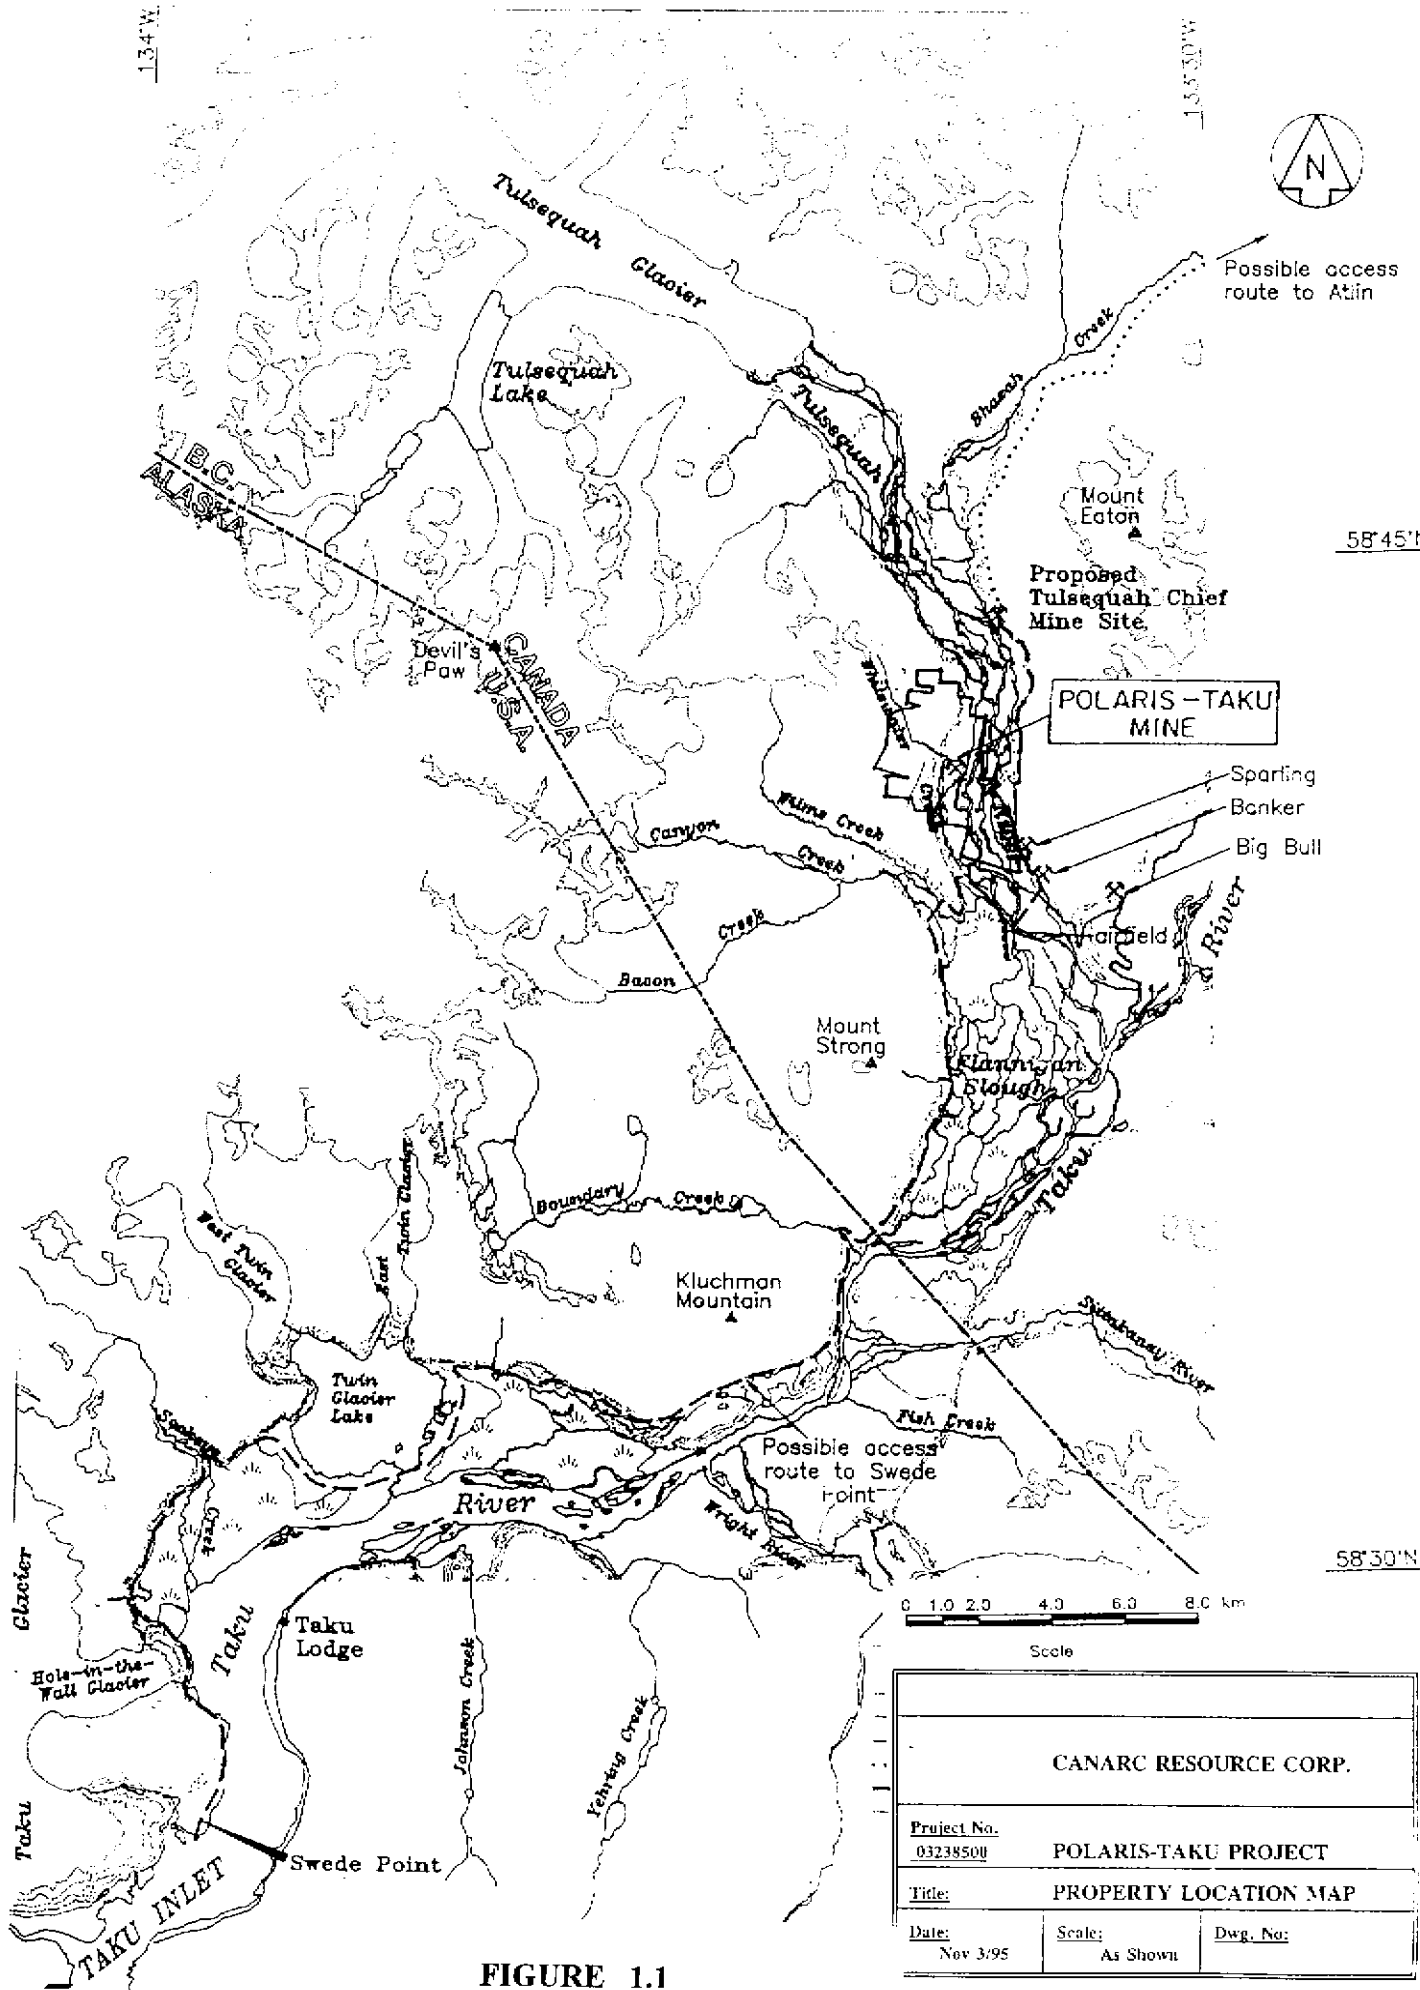 134°W
133°30'W
N
Tulsequah
Glacier
Possible access
route to Atlin
Creek
Tulsequah
Lake
Tulsequah
B.C.
ALASKA
Mount
Eaton
58°45'N
Proposed
Tulsequah Chief
Mine Site
CANADA
U.S.A.
Devil's
Paw
POLARIS-TAKU
MINE
Sparling
Banker
Big Bull
Canyon
Creek
Wilms Creek
River
Airfield
Creek
Bacon
Mount
Strong
Flannigan
Slough
Taku
Boundary
Creek
West Twin
Glacier
East
Twin Glacier
Kluchman
Mountain
River
Twin
Glacier
Lake
Fish Creek
Possible access
route to Swede
Point
River
Wright River
Creek
58°30'N
Glacier
Taku
Taku
Lodge
0 1.0 2.0 4.0 6.0 8.0 km
Scale
Hole-in-the-
Wall Glacier
Johnson Creek
Yehring Creek
Taku
Swede Point
TAKU INLET
CANARC RESOURCE CORP.
Project No.
03238500
POLARIS-TAKU PROJECT
Title:
PROPERTY LOCATION MAP
Date:
Nov 3/95
Scale:
As Shown
Dwg. No:
FIGURE 1.1